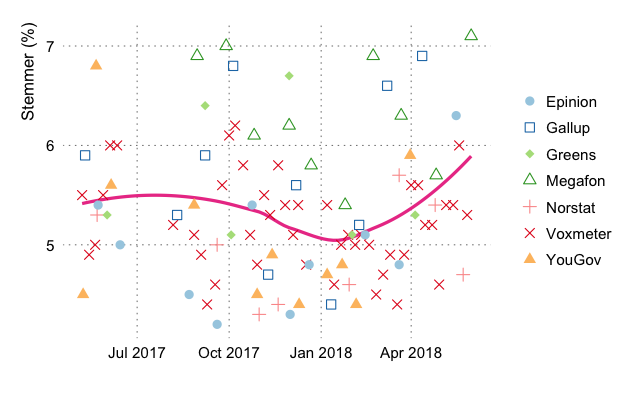 Stemmer (%)
7
6
5
Jul 2017
Oct 2017
Jan 2018
Apr 2018
Epinion
Gallup
Greens
Megafon
Norstat
Voxmeter
YouGov